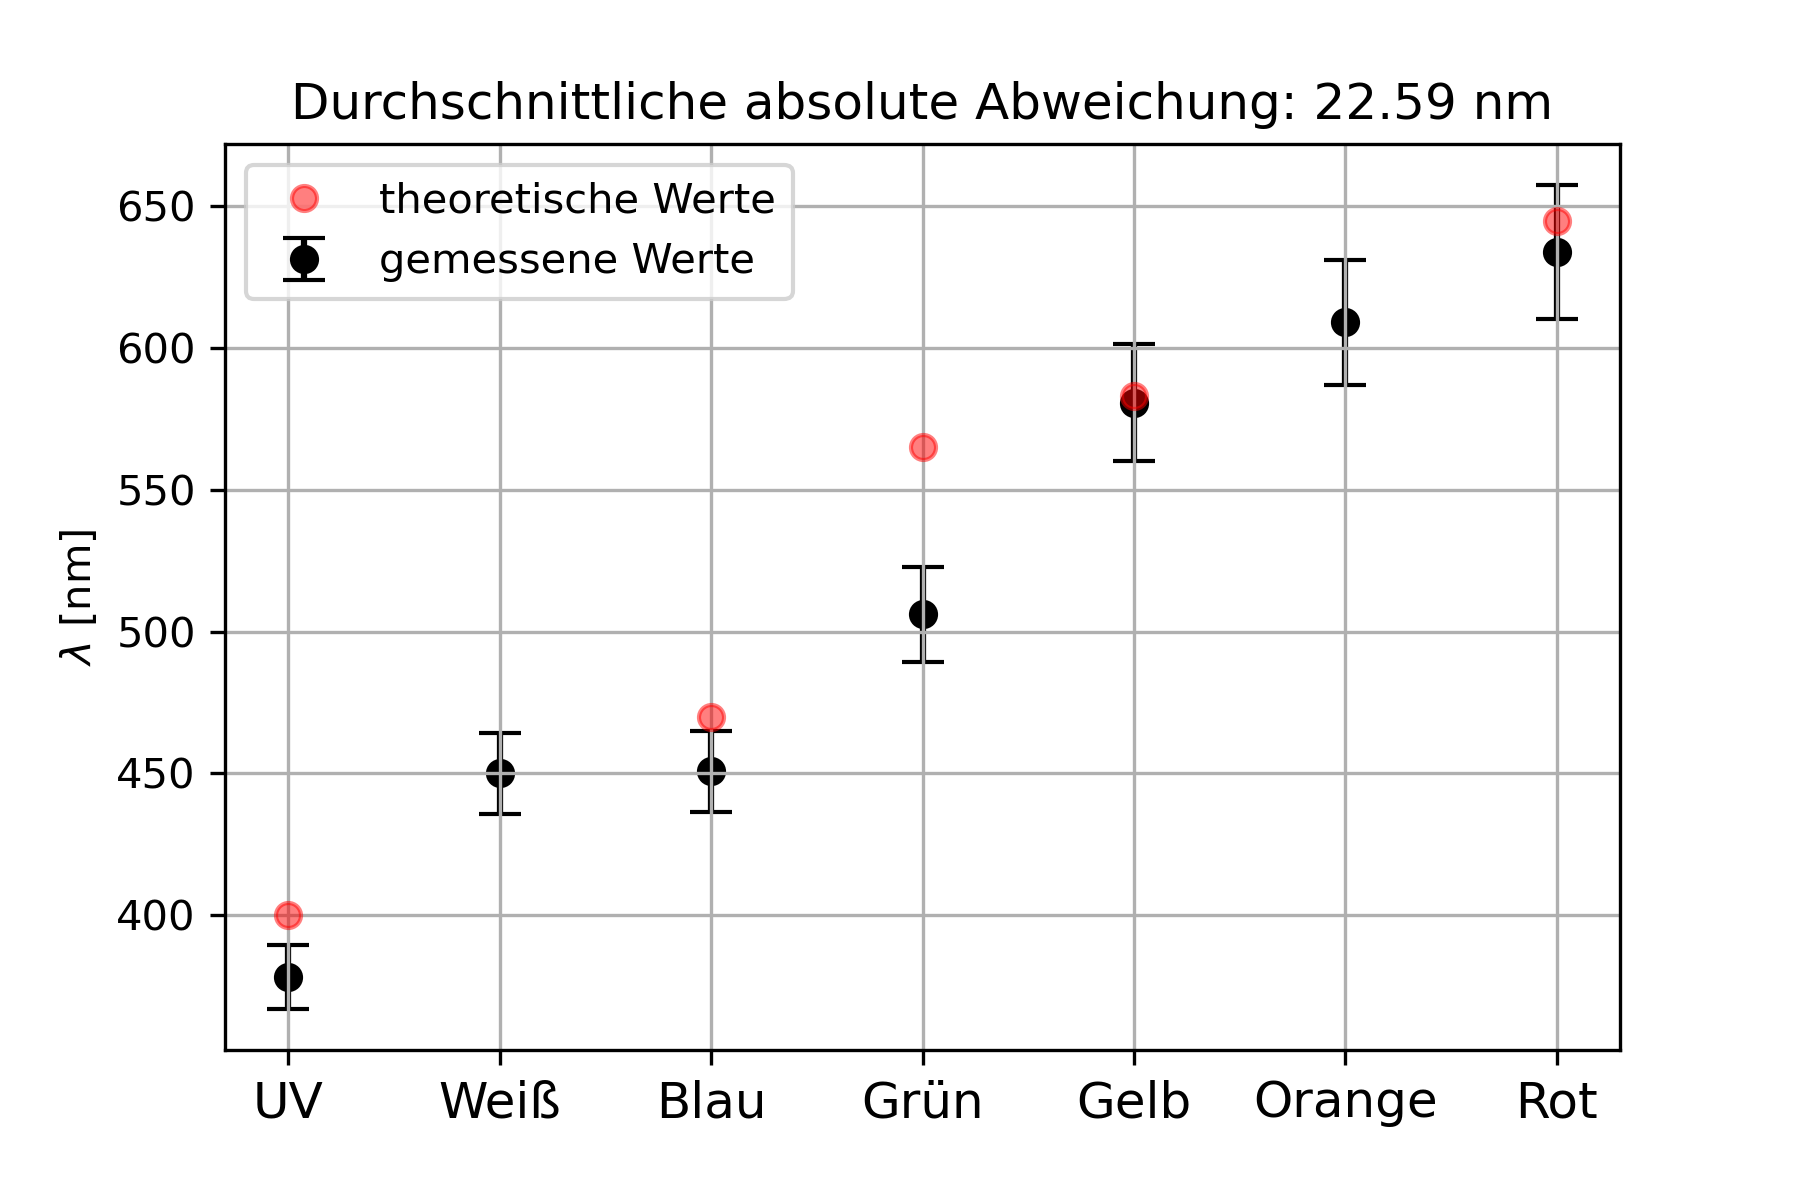 Durchschnittliche absolute Abweichung: 22.59 nm
theoretische Werte
gemessene Werte
650
600
550
500
450
400
λ [nm]
UV Weiß Blau Grün Gelb Orange Rot